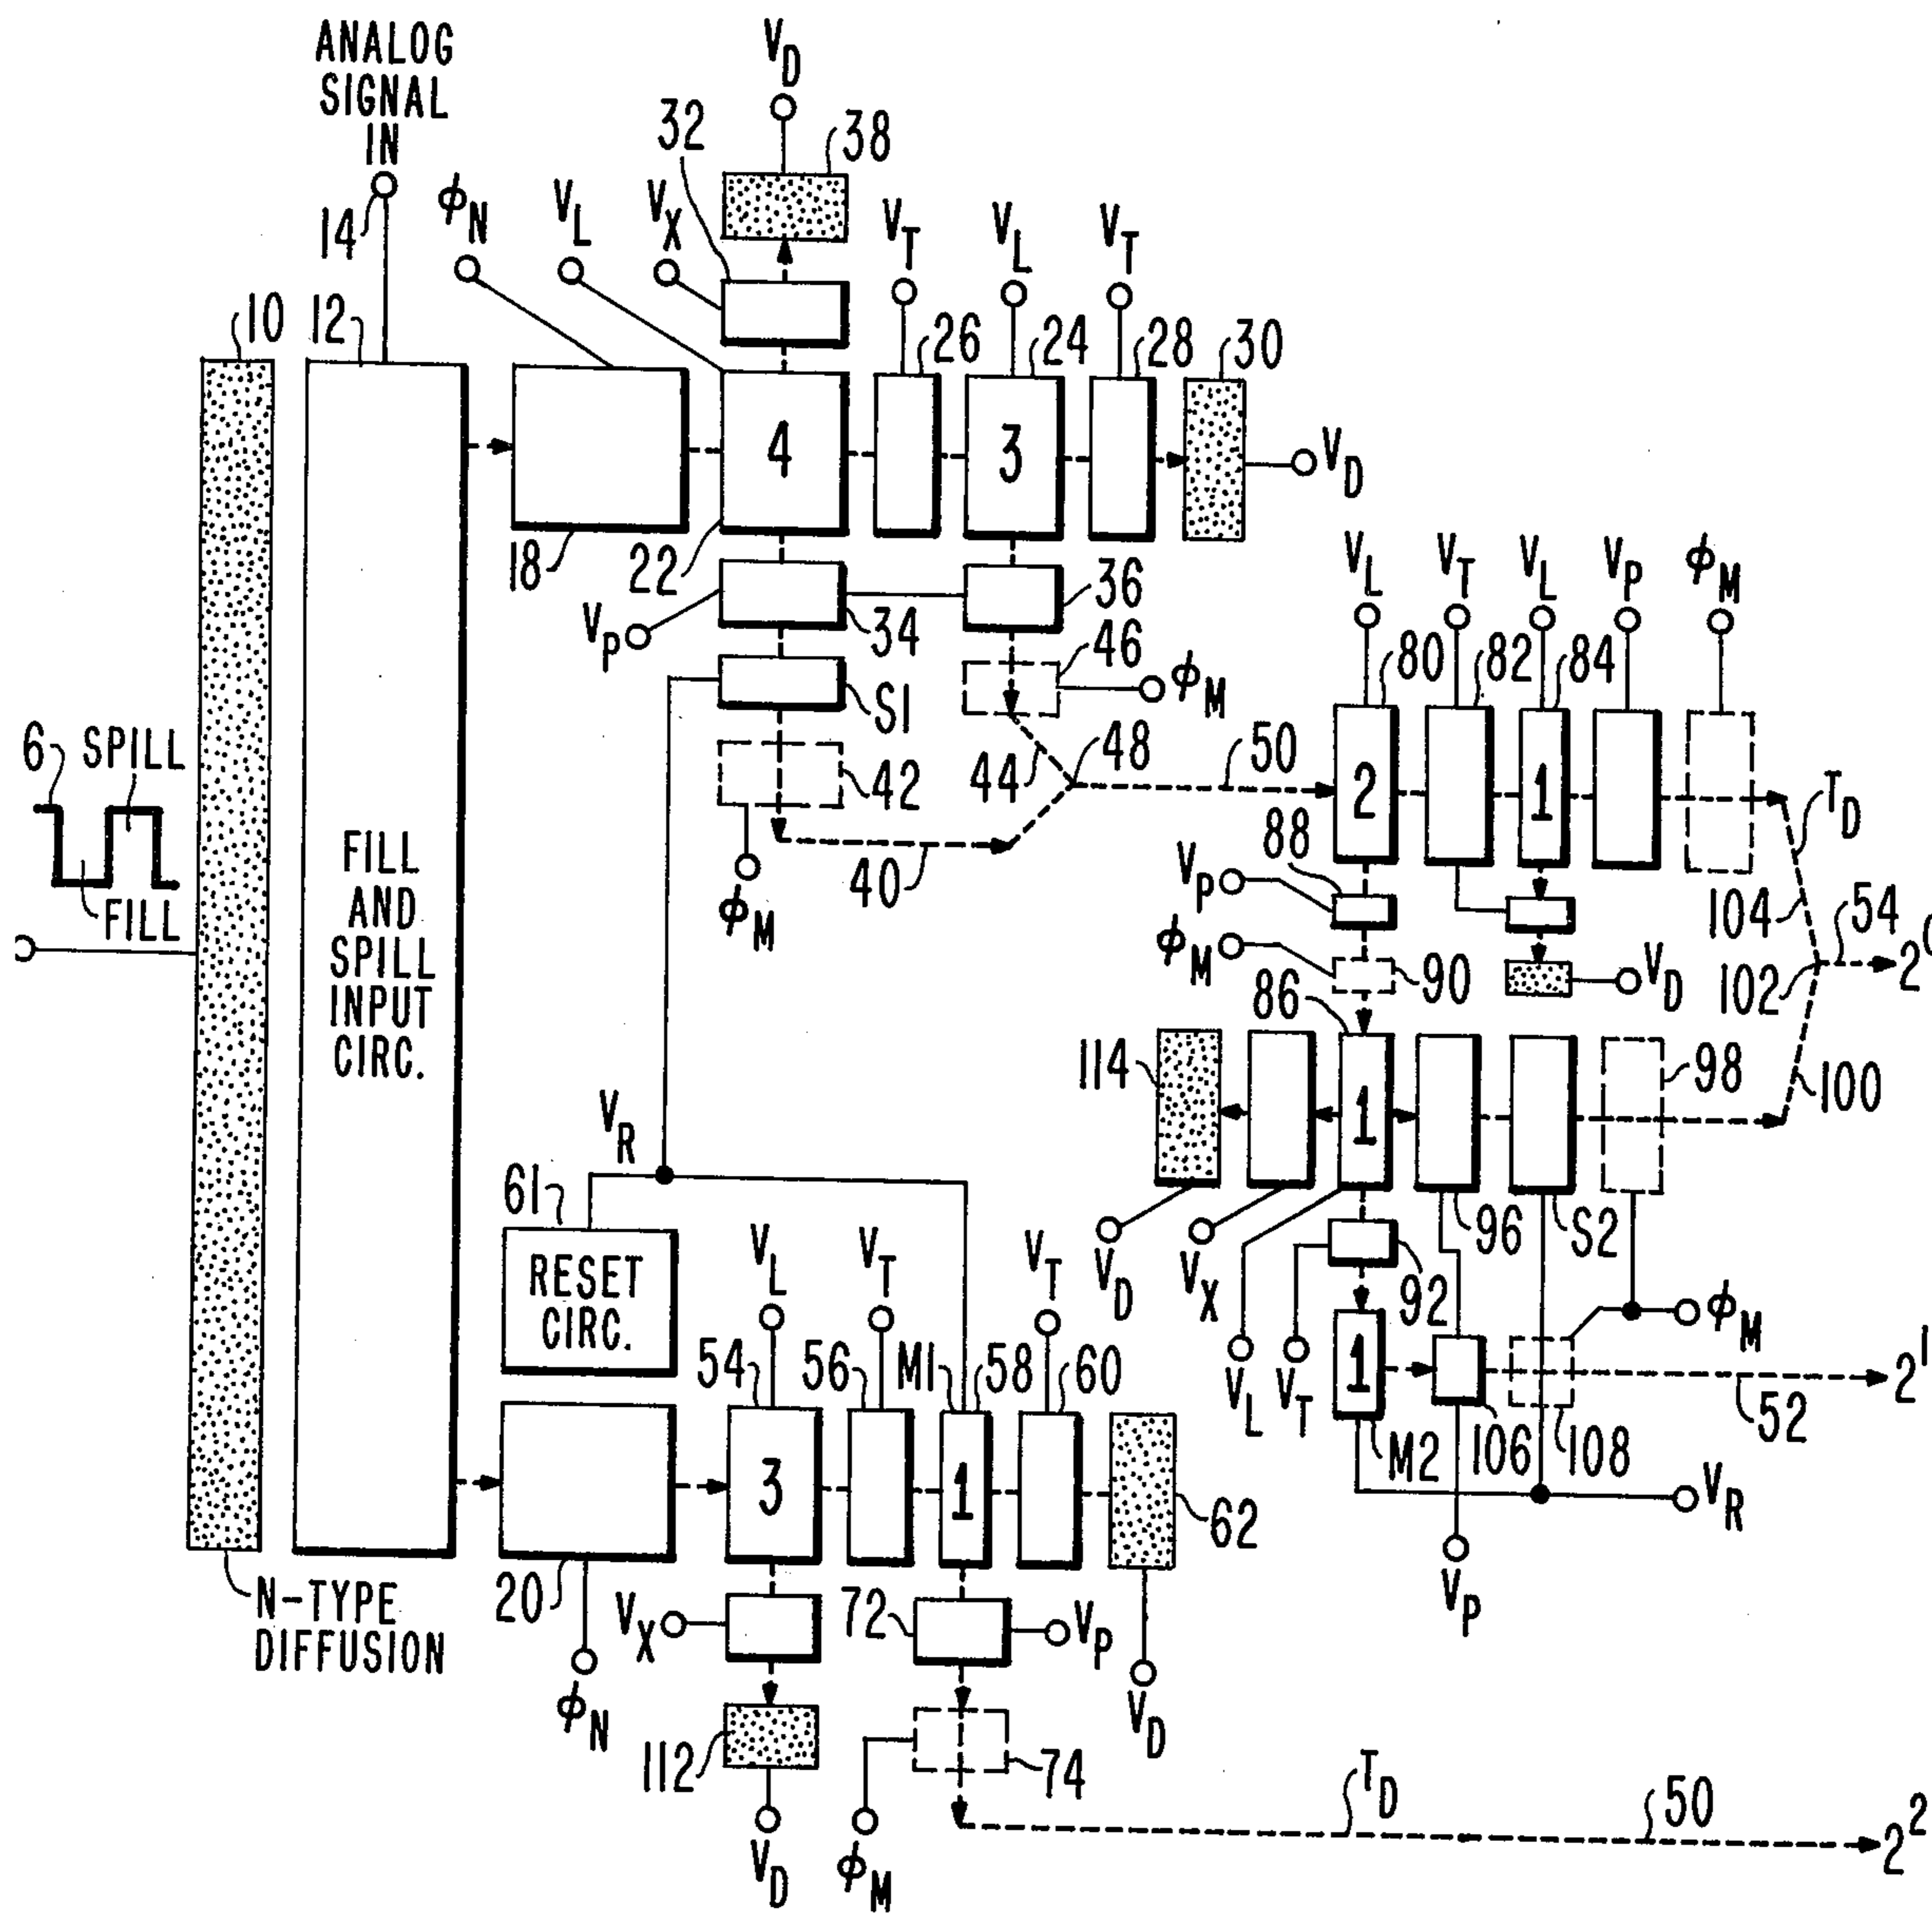 ANALOG
SIGNAL
IN
14
φN
VL
VX
32
VD
38
VT
VL
VT
10
12
26
24
28
30
4
3
VD
18
22
VP
34
36
S1
46
φM
42
φM
40
44
48
50
VL
VT
VL
VP
φM
80
82
84
2
1
TD
6
SPILL
FILL
FILL
AND
SPILL
INPUT
CIRC.
VP
88
φM
90
VD
104
102
54
2⁰
86
114
1
98
100
VD
VX
VL
VT
92
96
S2
φM
VR
61
RESET
CIRC.
VL
VT
VT
54
56
M1
58
60
3
1
62
1
M2
106
108
52
2¹
VR
VP
N-TYPE
DIFFUSION
20
φN
VX
72
VP
VD
112
VD
74
φM
TD
50
2²